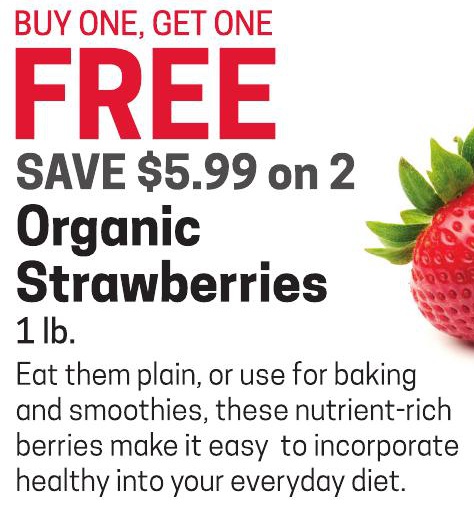 BUY ONE, GET ONE
FREE
SAVE $5.99 on 2
Organic
Strawberries
1 lb.
Eat them plain, or use for baking
and smoothies, these nutrient-rich
berries make it easy  to incorporate
healthy into your everyday diet.